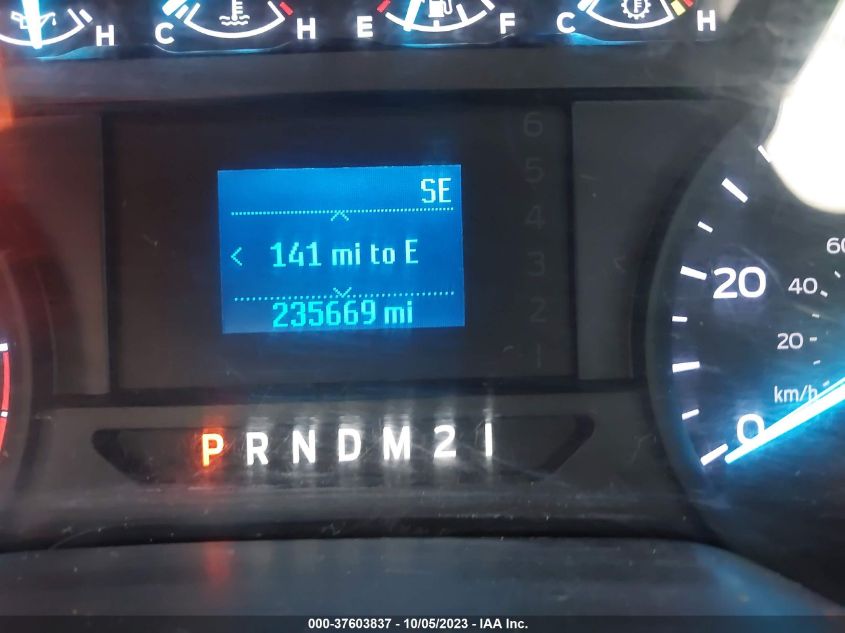 H C H E F C H
6
5
SE
4
141 mi to E
3
235669 mi
2
1
P R N D M 2 1
60
20 40
20
km/h
0
000-37603837 - 10/05/2023 - IAA Inc.